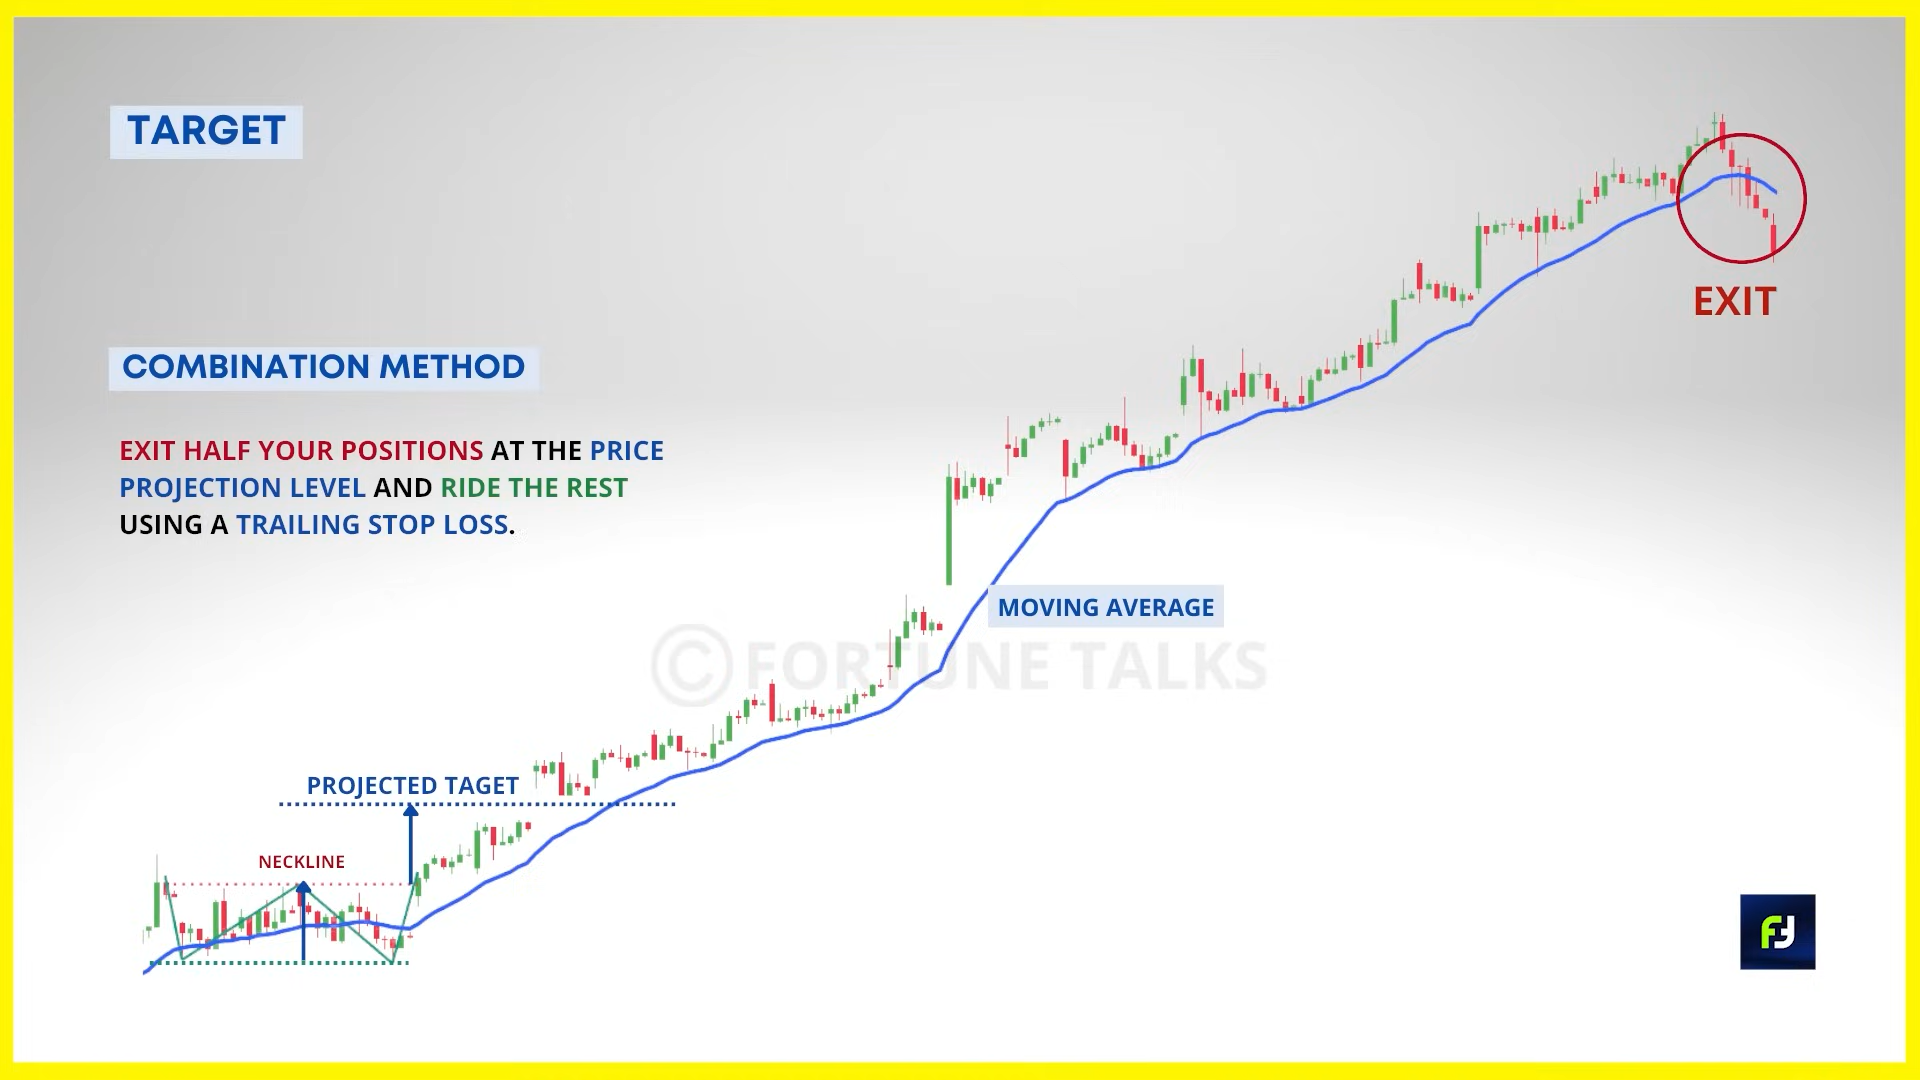 TARGET
COMBINATION METHOD
EXIT HALF YOUR POSITIONS AT THE PRICE
PROJECTION LEVEL AND RIDE THE REST
USING A TRAILING STOP LOSS.
EXIT
MOVING AVERAGE
© FORTUNE TALKS
PROJECTED TAGET
NECKLINE